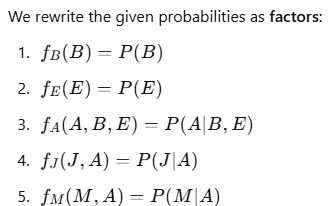 We rewrite the given probabilities as factors:
1. f_B(B) = P(B)
2. f_E(E) = P(E)
3. f_A(A, B, E) = P(A|B, E)
4. f_J(J, A) = P(J|A)
5. f_M(M, A) = P(M|A)